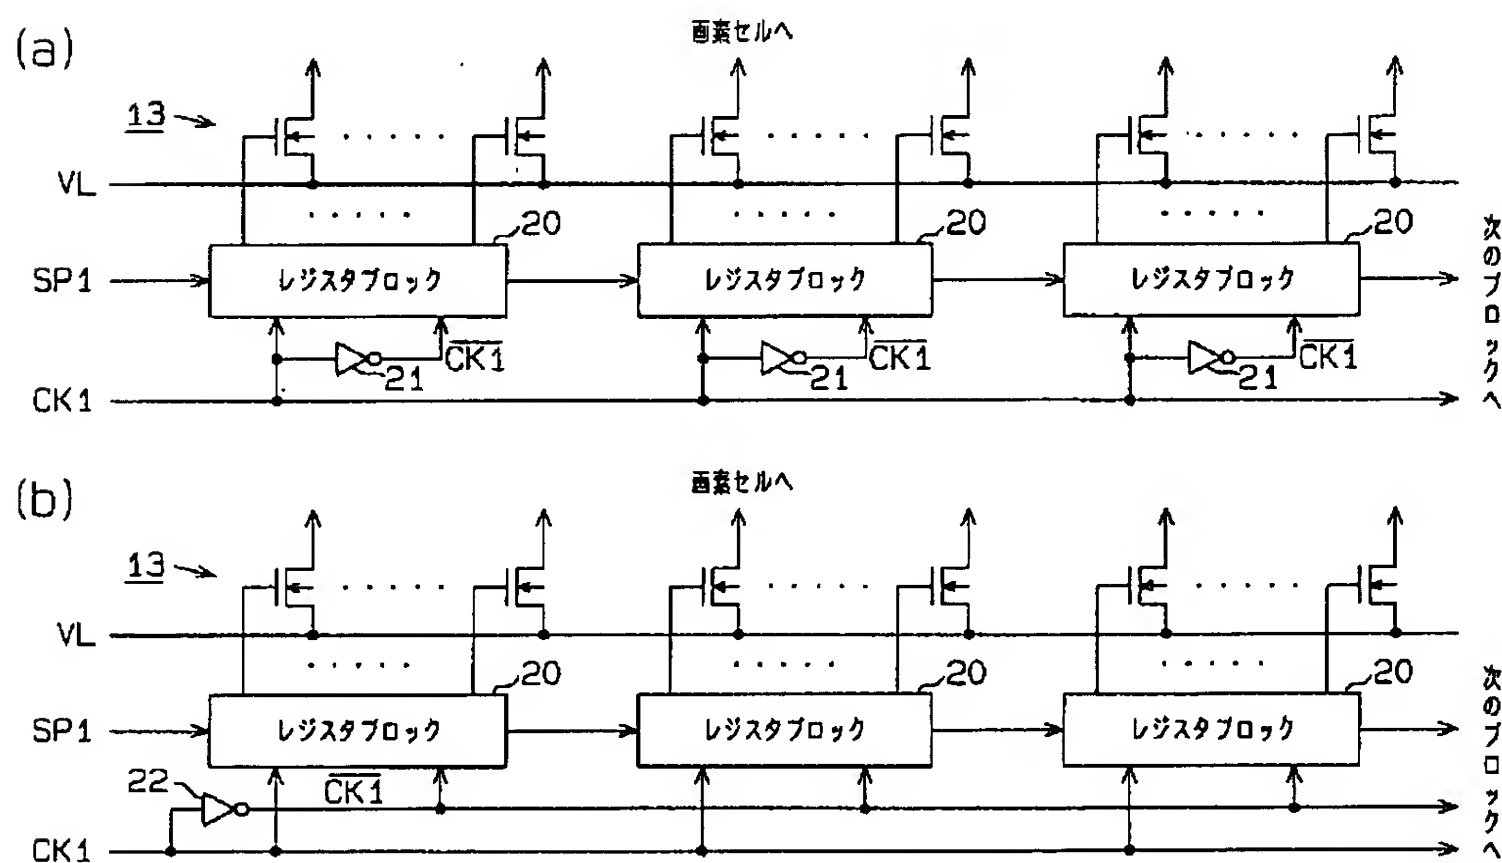 (a)
画素セルへ
13
VL
20 20 20
SP1 レジスタブロック レジスタブロック レジスタブロック
次のブロックへ
CK1 CK1 CK1
21 21 21
CK1
(b)
画素セルへ
13
VL
20 20 20
SP1 レジスタブロック レジスタブロック レジスタブロック
次のブロックへ
22 CK1
CK1